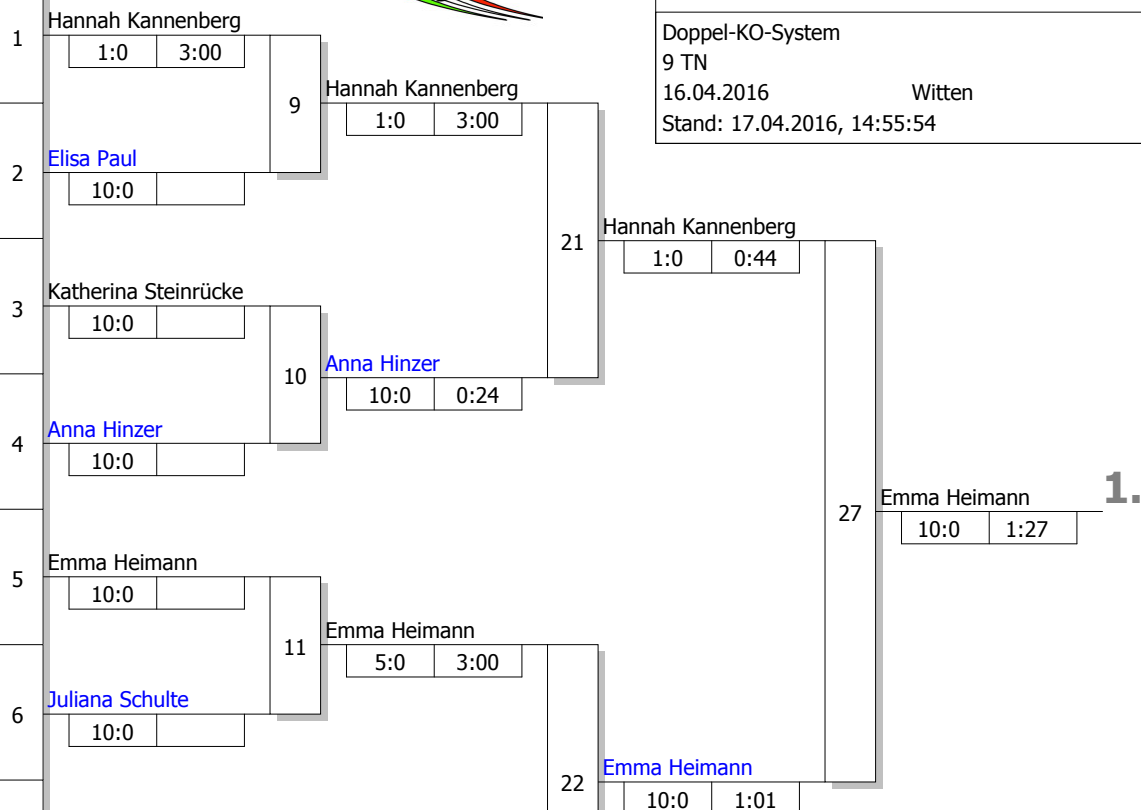 Doppel-KO-System
9 TN
16.04.2016 Witten
Stand: 17.04.2016, 14:55:54
Hannah Kannenberg
1
1:0 3:00
9
Hannah Kannenberg
1:0 3:00
2
Elisa Paul
10:0
21
Hannah Kannenberg
1:0 0:44
3
Katherina Steinrücke
10:0
10
Anna Hinzer
10:0 0:24
4
Anna Hinzer
10:0
27
Emma Heimann
1.
10:0 1:27
5
Emma Heimann
10:0
11
Emma Heimann
5:0 3:00
6
Juliana Schulte
10:0
22
Emma Heimann
10:0 1:01